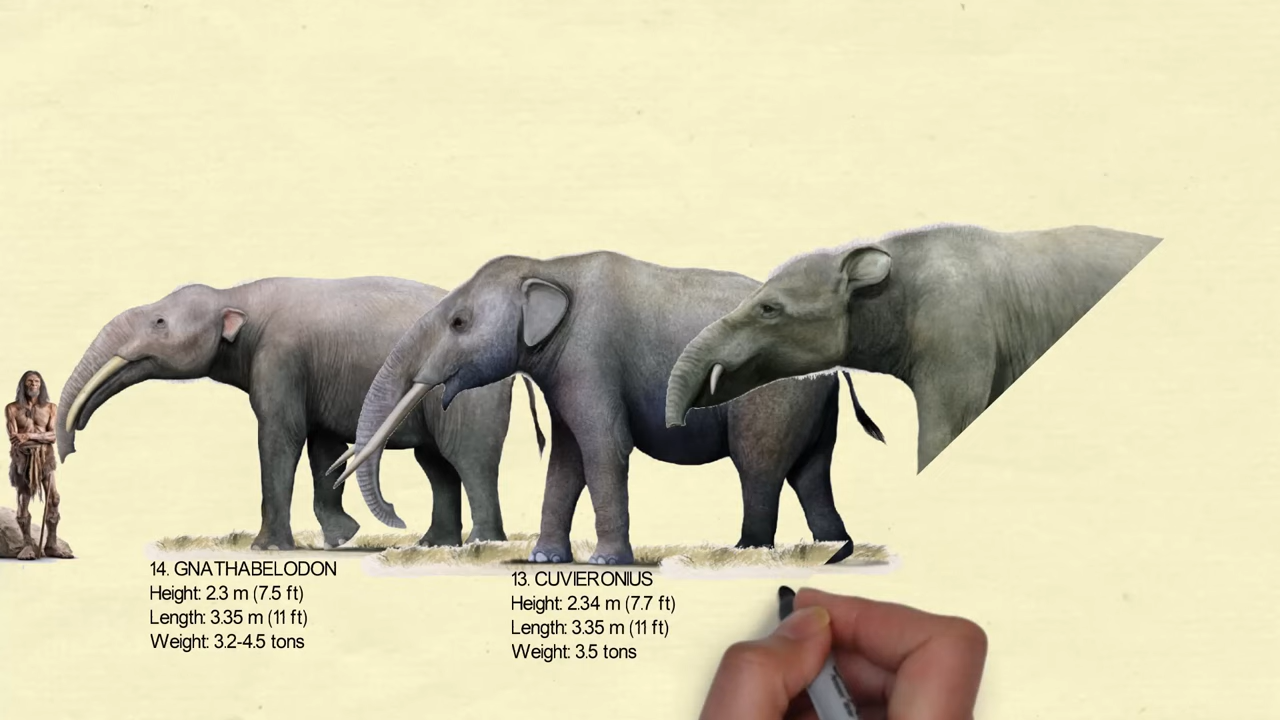 14. GNATHABELODON
Height: 2.3 m (7.5 ft)
Length: 3.35 m (11 ft)
Weight: 3.2-4.5 tons
13. CUVIERONIUS
Height: 2.34 m (7.7 ft)
Length: 3.35 m (11 ft)
Weight: 3.5 tons